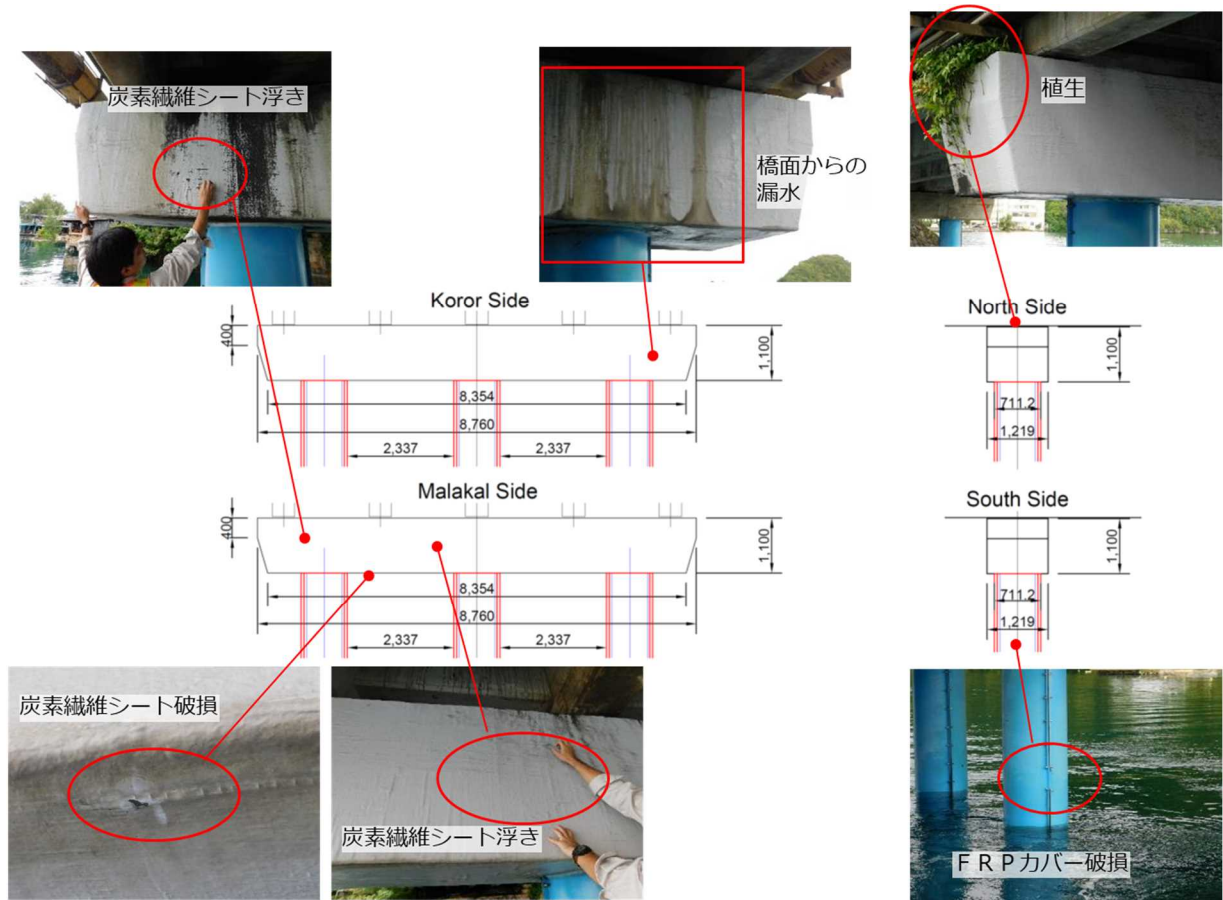 炭素繊維シート浮き
橋面からの
漏水
植生
Koror Side
400
1,100
8,354
8,760
2,337
2,337
North Side
1,100
711.2
1,219
Malakal Side
400
1,100
8,354
8,760
2,337
2,337
South Side
1,100
711.2
1,219
炭素繊維シート破損
炭素繊維シート浮き
ＦＲＰカバー破損